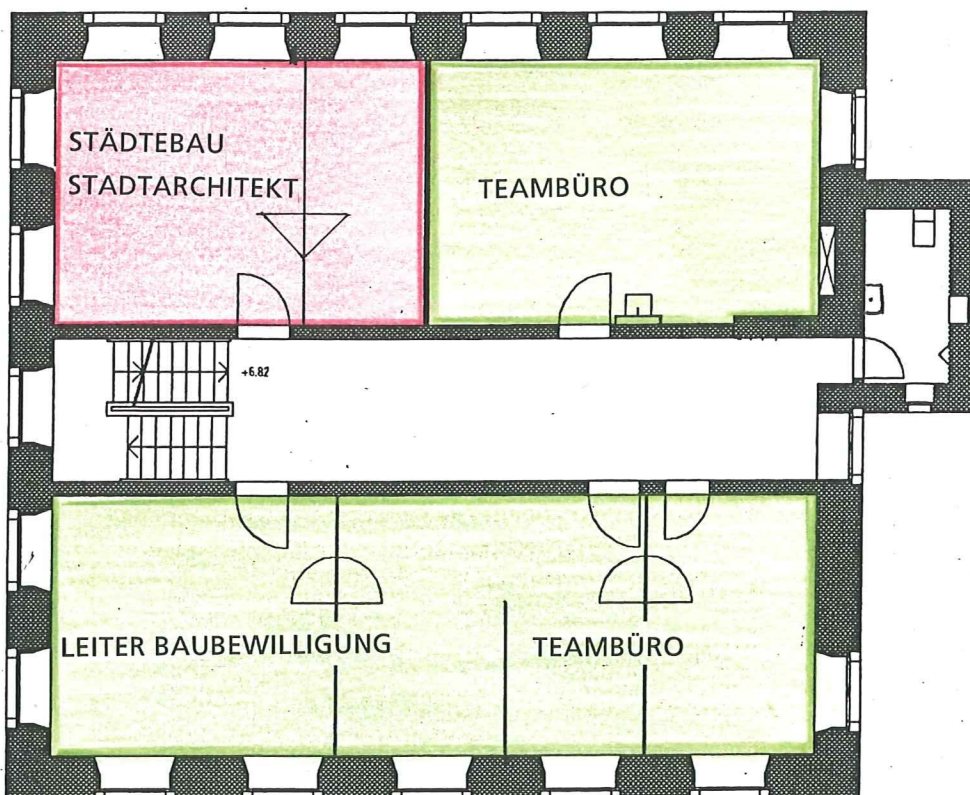 STÄDTEBAU
STADTARCHITEKT
TEAMBÜRO
+6.82
LEITER BAUBEWILLIGUNG
TEAMBÜRO